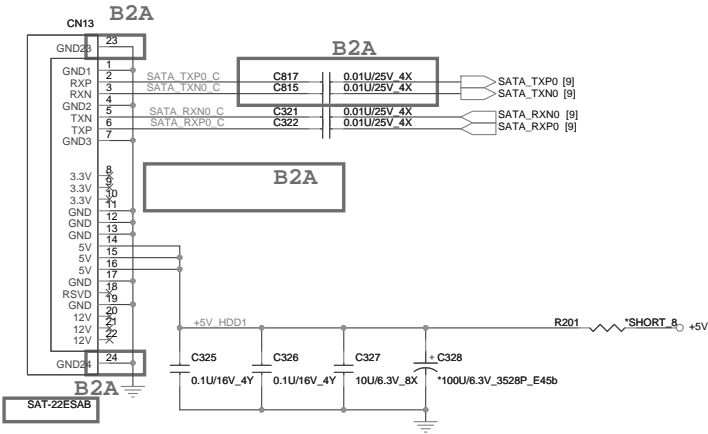 B2A
CN13
23
GND23
B2A
1
GND1
2
RXP
SATA_TXP0_C
C817
0.01U/25V_4X
SATA_TXP0 [9]
3
RXN
SATA_TXN0_C
C815
0.01U/25V_4X
SATA_TXN0 [9]
4
GND2
5
TXN
SATA_RXN0_C
C321
0.01U/25V_4X
SATA_RXN0 [9]
6
TXP
SATA_RXP0_C
C322
0.01U/25V_4X
SATA_RXP0 [9]
7
GND3
B2A
8
3.3V
9
3.3V
10
3.3V
11
GND
12
GND
13
GND
14
5V
15
5V
16
5V
17
GND
18
RSVD
19
GND
20
12V
21
12V
22
12V
+5V_HDD1
R201
*SHORT_8
+5V
24
GND24
C325
0.1U/16V_4Y
C326
0.1U/16V_4Y
C327
10U/6.3V_8X
+
C328
*100U/6.3V_3528P_E45b
B2A
SAT-22ESAB